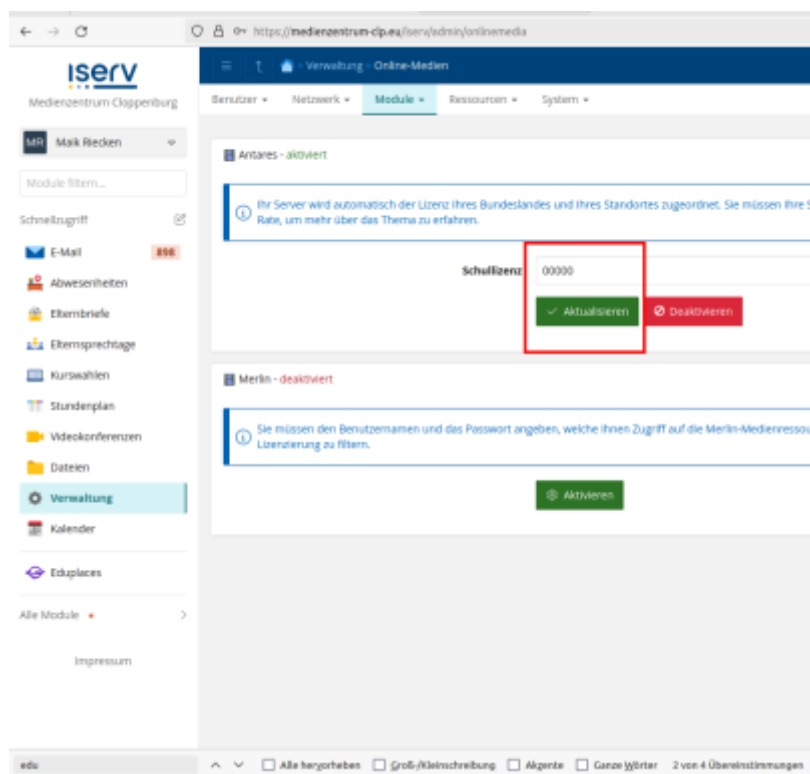 https://medienzentrum-clp.eu/iserv/admin/onlinemedia
IServ
Verwaltung › Online-Medien
Medienzentrum Cloppenburg
Benutzer
Netzwerk
Module
Ressourcen
System
MR Maik Riecken
Antares - aktiviert
Module filtern...
Ihr Server wird automatisch der Lizenz Ihres Bundeslandes und Ihres Standortes zugeordnet. Sie müssen Ihre S
Rate, um mehr über das Thema zu erfahren.
Schnellzugriff
E-Mail 898
Schullizenz 00000
Abwesenheiten
Elternbriefe
Aktualisieren
Deaktivieren
Elternsprechtage
Kurswahlen
Merlin - deaktiviert
Stundenplan
Videokonferenzen
Sie müssen den Benutzernamen und das Passwort angeben, welche Ihnen Zugriff auf die Merlin-Medienressou
Lizenzierung zu filtern.
Dateien
Verwaltung
Aktivieren
Kalender
Eduplaces
Alle Module
Impressum
edu
Alle hervorheben
Groß-/Kleinschreibung
Akzente
Ganze Wörter
2 von 4 Übereinstimmungen